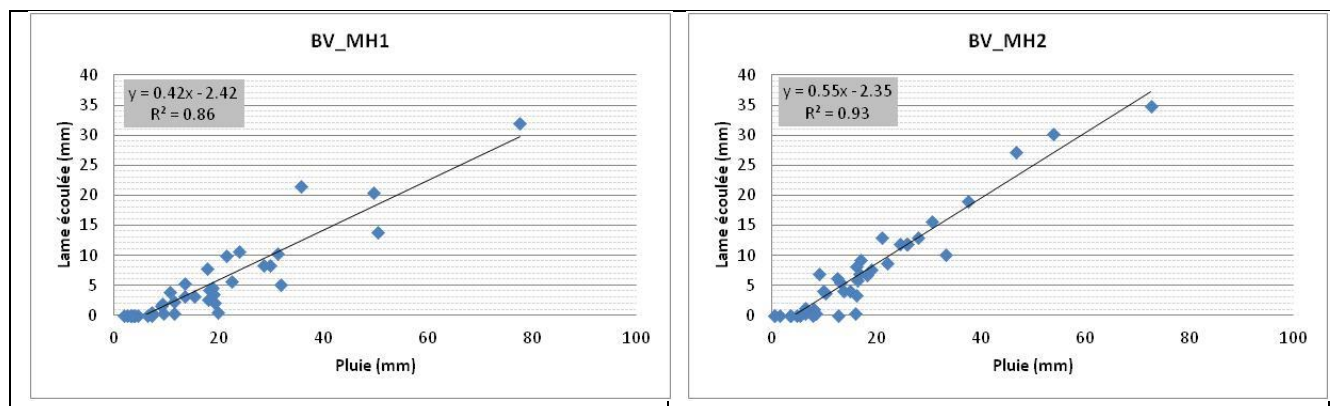 BV_MH1
y = 0.42x - 2.42
R² = 0.86
Lame écoulée (mm)
40
35
30
25
20
15
10
5
0
0 20 40 60 80 100
Pluie (mm)
BV_MH2
y = 0.55x - 2.35
R² = 0.93
Lame écoulée (mm)
40
35
30
25
20
15
10
5
0
0 20 40 60 80 100
Pluie (mm)